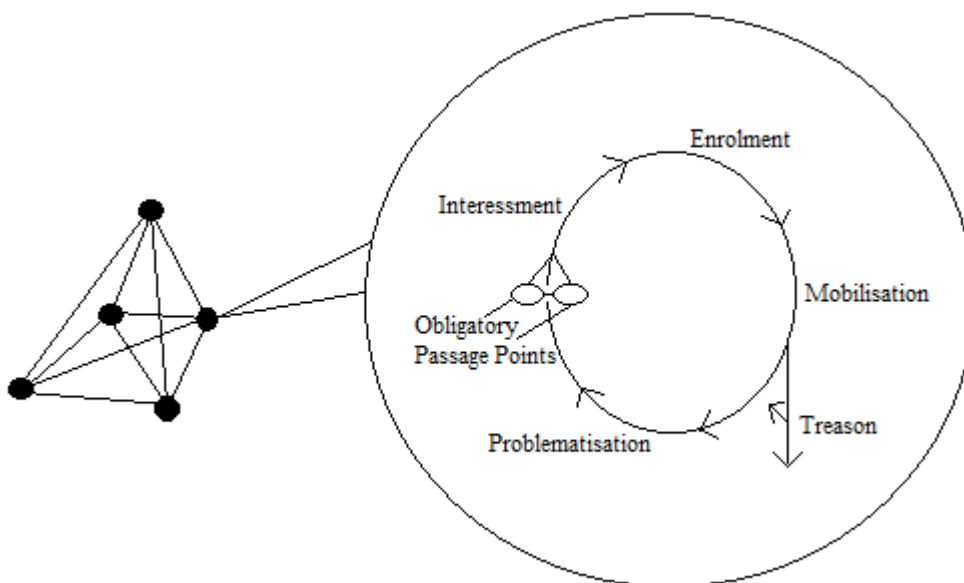 Enrolment
Interessment
Mobilisation
Obligatory
Passage Points
Treason
Problematisation